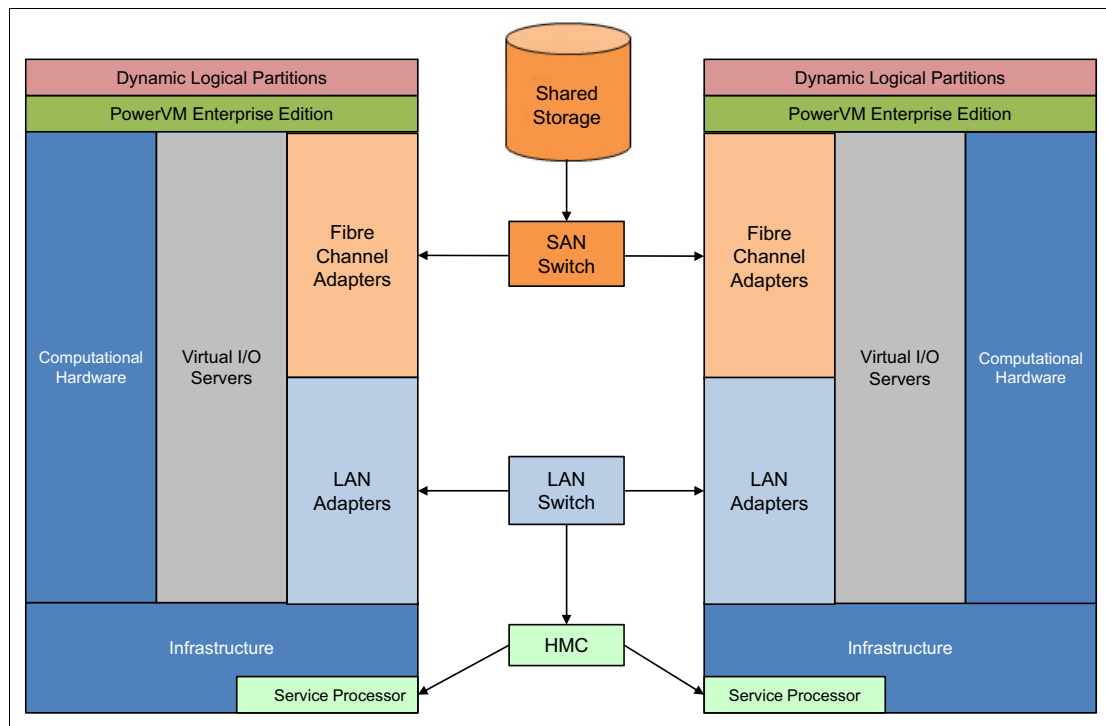 Dynamic Logical Partitions
PowerVM Enterprise Edition
Computational
Hardware
Virtual I/O
Servers
Fibre
Channel
Adapters
LAN
Adapters
Infrastructure
Service Processor
Shared
Storage
SAN
Switch
LAN
Switch
HMC
Dynamic Logical Partitions
PowerVM Enterprise Edition
Fibre
Channel
Adapters
LAN
Adapters
Virtual I/O
Servers
Computational
Hardware
Infrastructure
Service Processor